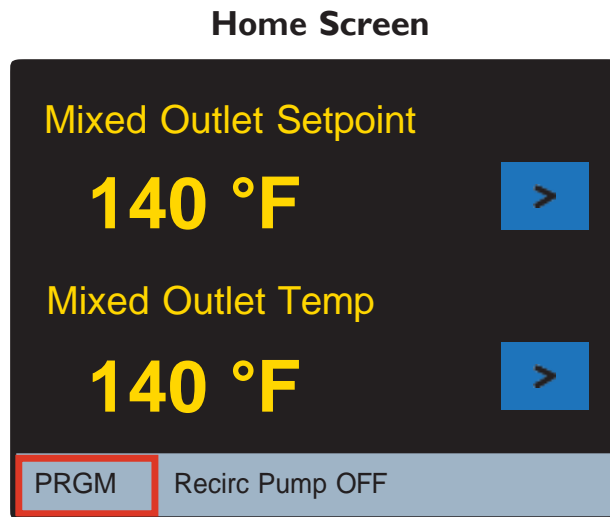 Home Screen
Mixed Outlet Setpoint
140 °F
>
Mixed Outlet Temp
140 °F
>
PRGM Recirc Pump OFF